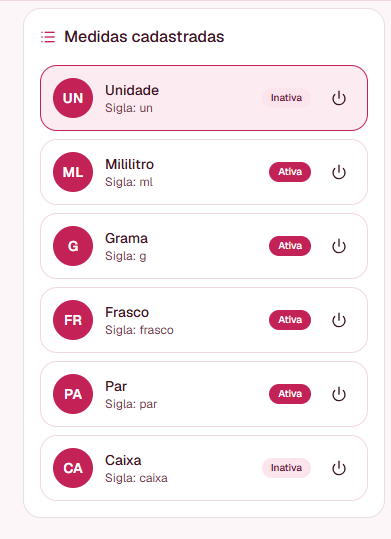 Medidas cadastradas
UN
Unidade
Sigla: un
Inativa
ML
Mililitro
Sigla: ml
Ativa
G
Grama
Sigla: g
Ativa
FR
Frasco
Sigla: frasco
Ativa
PA
Par
Sigla: par
Ativa
CA
Caixa
Sigla: caixa
Inativa